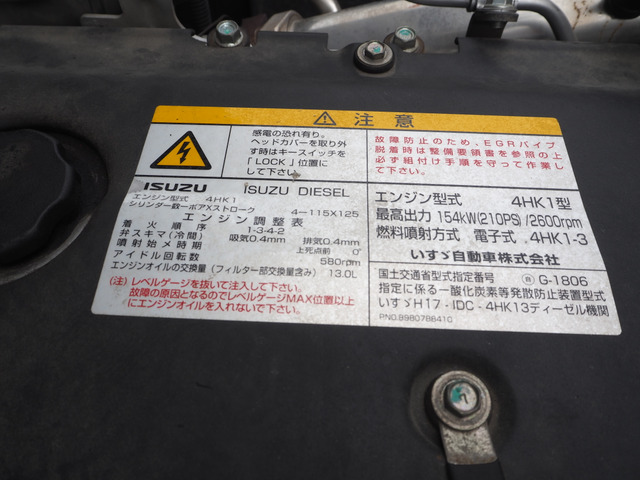 注意
感電の恐れ有り。
ヘッドカバーを取り外
す時はキースイッチを
「LOCK」位置に
して下さい。
故障防止のため、EGRパイプ
脱着時は整備要領書を参照の上
必ず組付け手順を守って作業し
て下さい。
ISUZU ISUZU DIESEL
エンジン型式 4HK1
シリンダー数-ボアXストローク 4-115X125
エンジン調整表
着火順序 1-3-4-2
弁スキマ(冷間) 吸気0.4mm 排気0.4mm
噴射始メ時期 上死点前 0°
アイドル回転数 580rpm
エンジンオイルの交換量(フィルター部交換量含み) 13.0L
(注)レベルゲージを抜いて注入して下さい。
故障の原因となるのでレベルゲージMAX位置以上
にエンジンオイルを入れないで下さい。
エンジン型式 4HK1型
最高出力 154kW(210PS)/2600rpm
燃料噴射方式 電子式 4HK1-3
いすゞ自動車株式会社
国土交通省型式指定番号 G-1806
指定に係る一酸化炭素等発散防止装置型式
いすゞH17-IDC-4HK13ディーゼル機関
PNO.8980788410
7